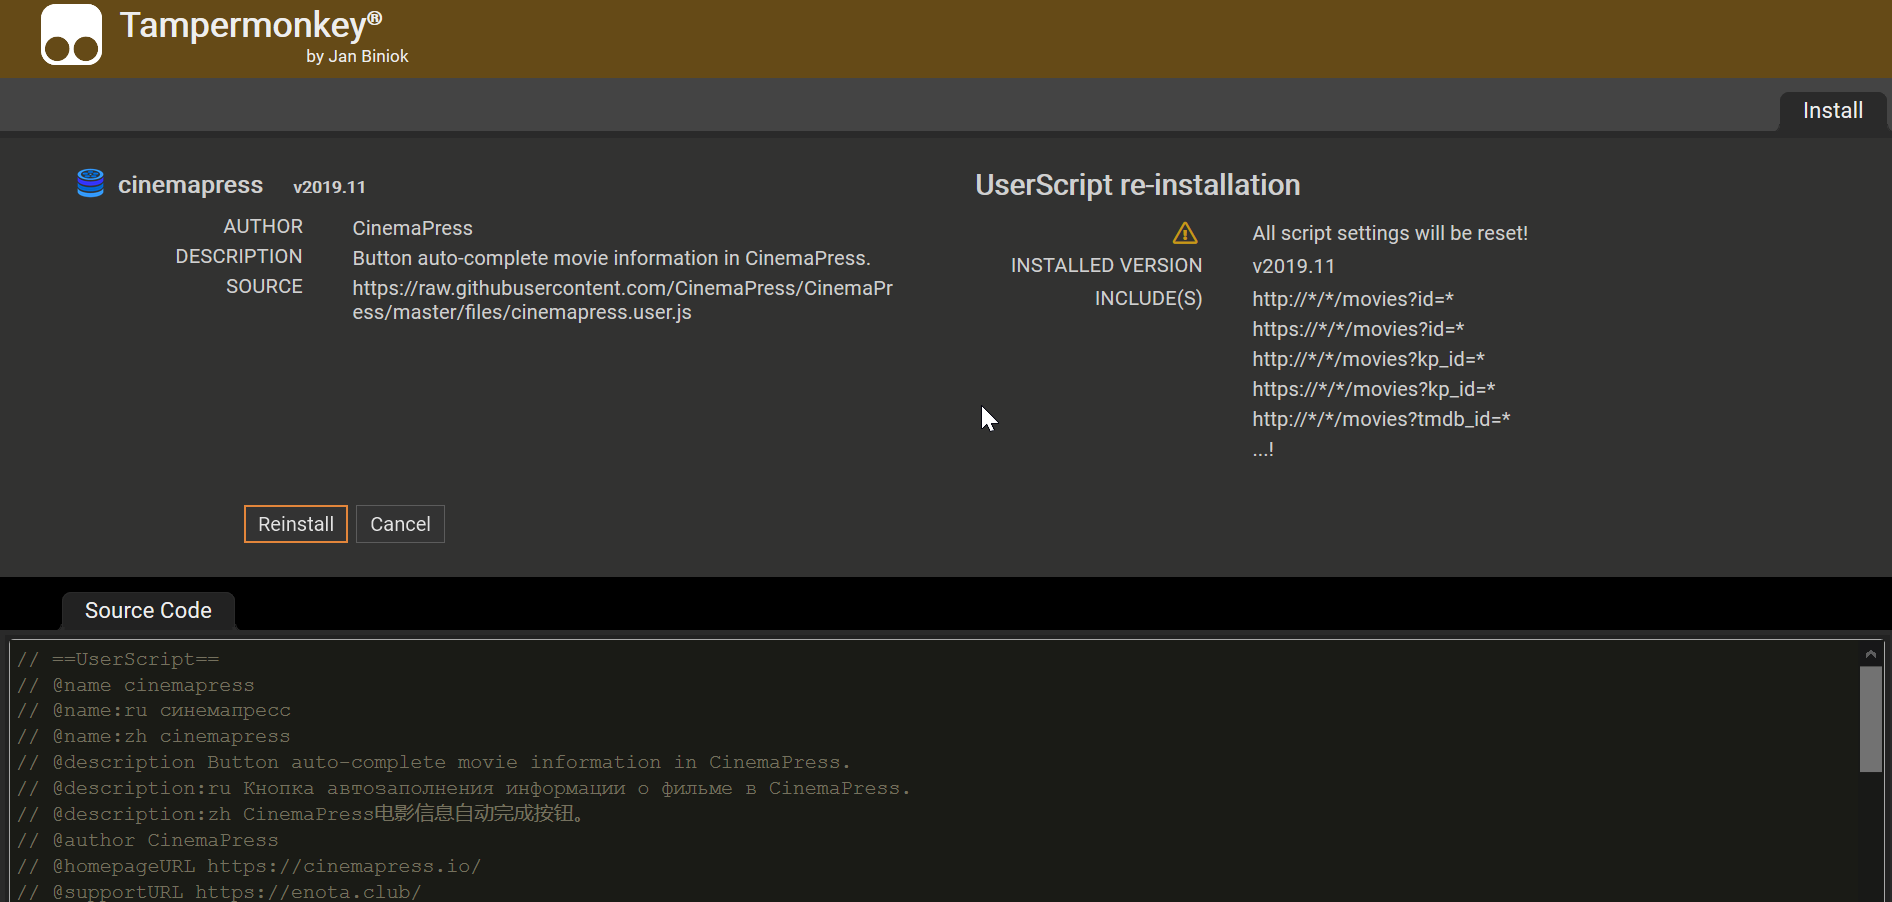 Tampermonkey®
by Jan Biniok
Install
cinemapress v2019.11
AUTHOR CinemaPress
DESCRIPTION Button auto-complete movie information in CinemaPress.
SOURCE https://raw.githubusercontent.com/CinemaPress/CinemaPr
ess/master/files/cinemapress.user.js
UserScript re-installation
All script settings will be reset!
INSTALLED VERSION v2019.11
INCLUDE(S) http://*/*/movies?id=*
https://*/*/movies?id=*
http://*/*/movies?kp_id=*
https://*/*/movies?kp_id=*
http://*/*/movies?tmdb_id=*
...!
Reinstall Cancel
Source Code
// ==UserScript==
// @name cinemapress
// @name:ru синемапресс
// @name:zh cinemapress
// @description Button auto-complete movie information in CinemaPress.
// @description:ru Кнопка автозаполнения информации о фильме в CinemaPress.
// @description:zh CinemaPress电影信息自动完成按钮。
// @author CinemaPress
// @homepageURL https://cinemapress.io/
// @supportURL https://enota.club/